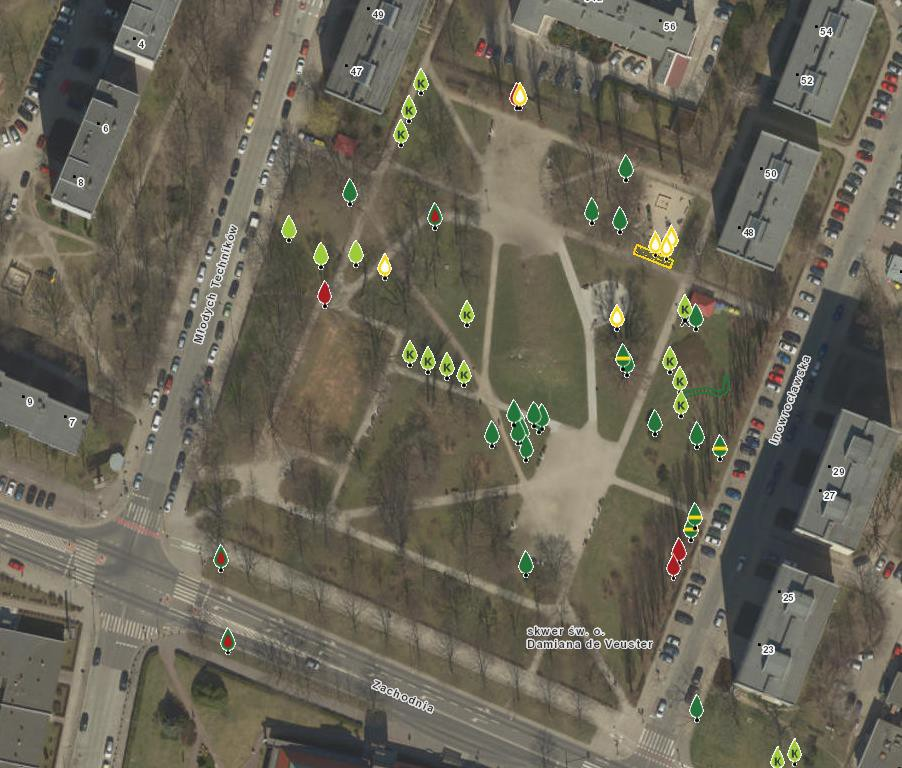 49
56
54
4
47
52
6
50
8
48
Młodych Techników
K
K
K
K
K
K
K
K
K
K
K
K
9
7
Inowrocławska
29
27
25
23
skwer św. o.
Damiana de Veuster
Zachodnia
K
K